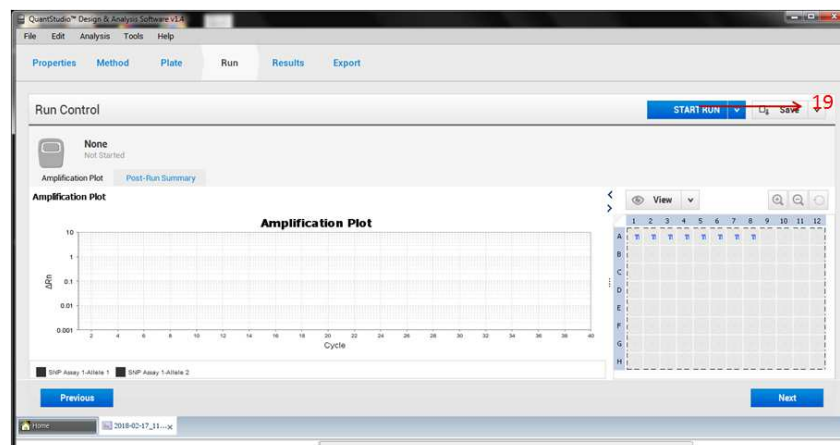 QuantStudio™ Design & Analysis Software v1.4
File Edit Analysis Tools Help
Properties Method Plate Run Results Export
Run Control
START RUN
Save
19
None
Not Started
Amplification Plot Post-Run Summary
Amplification Plot
View
Amplification Plot
1 2 3 4 5 6 7 8 9 10 11 12
A
B
C
D
E
F
G
H
10
1
0.1
0.01
0.001
ΔRn
2 4 6 8 10 12 14 16 18 20 22 24 26 28 30 32 34 36 38 40
Cycle
SNP Assay 1-Allele 1 SNP Assay 1-Allele 2
Previous Next
Home 2018-02-17_11...x